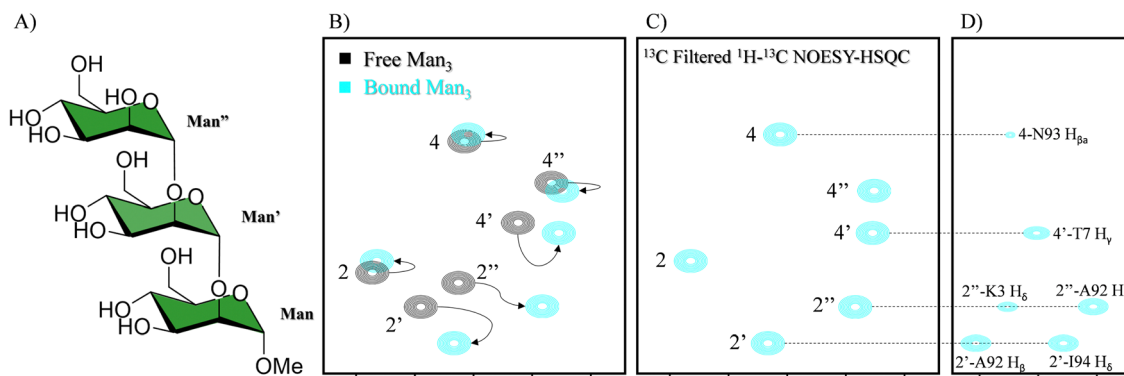 A)
OH
OH
O
HO
HO
Man”
OH
O
O
HO
HO
Man’
OH
O
O
HO
HO
Man
OMe
B)
Free Man₃
Bound Man₃
4
4’’
4’
2
2’’
2’
C)
¹³C Filtered ¹H-¹³C NOESY-HSQC
4
4’’
4’
2
2’’
2’
D)
4-N93 Hβa
4’-T7 Hγ
2’’-K3 Hδ 2’’-A92 H
2’-A92 Hβ 2’-I94 Hδ